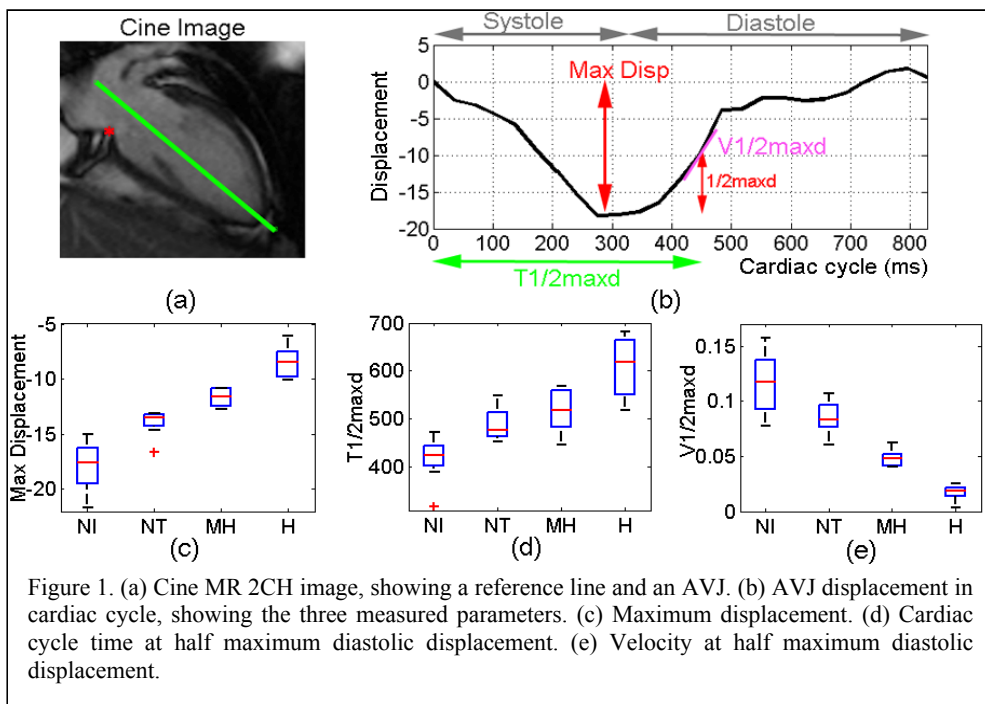 Cine Image
(a)
Systole Diastole
Displacement
5
0
-5
-10
-15
-20
Max Disp
V1/2maxd
1/2maxd
0 100 200 300 400 500 600 700 800
T1/2maxd
Cardiac cycle (ms)
(b)
Max Displacement
-5
-10
-15
-20
NI NT MH H
(c)
T1/2maxd
700
600
500
400
NI NT MH H
(d)
V1/2maxd
0.15
0.1
0.05
0
NI NT MH H
(e)
Figure 1. (a) Cine MR 2CH image, showing a reference line and an AVJ. (b) AVJ displacement in
cardiac cycle, showing the three measured parameters. (c) Maximum displacement. (d) Cardiac
cycle time at half maximum diastolic displacement. (e) Velocity at half maximum diastolic
displacement.